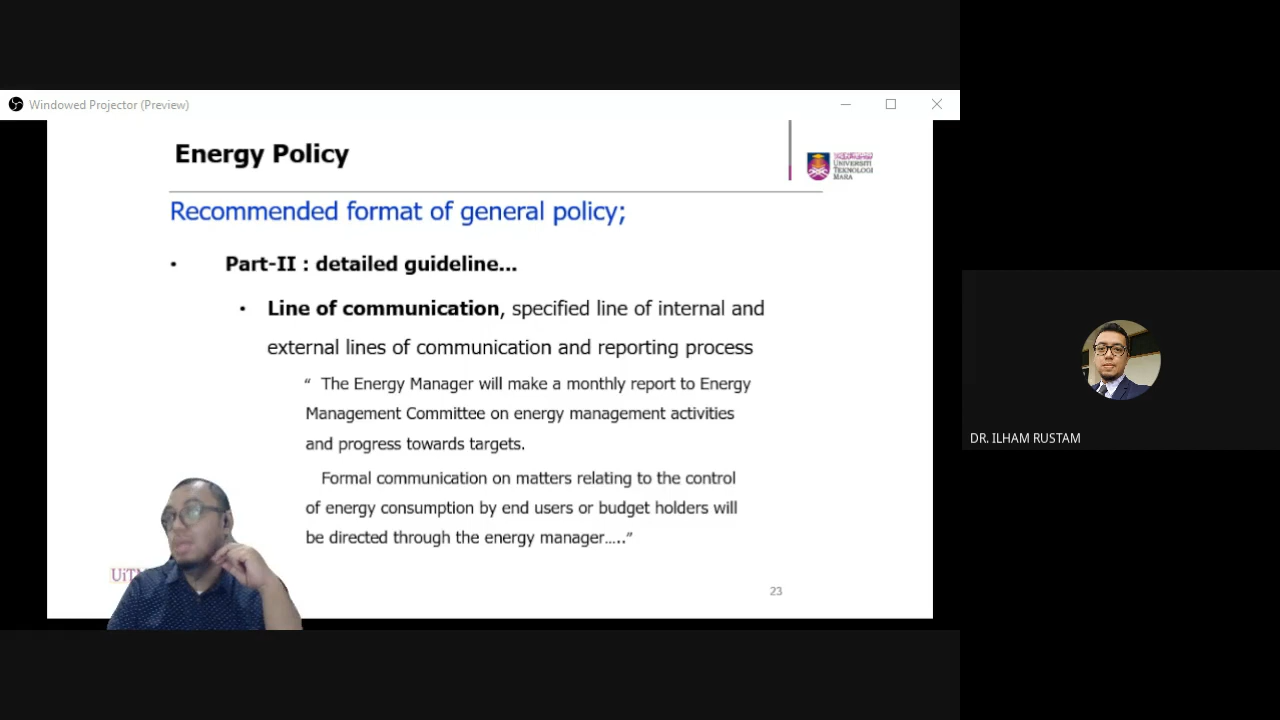 Windowed Projector (Preview)
Energy Policy
UNIVERSITI
TEKNOLOGI
MARA
Recommended format of general policy;
• Part-II : detailed guideline...
• Line of communication, specified line of internal and
external lines of communication and reporting process
“ The Energy Manager will make a monthly report to Energy
Management Committee on energy management activities
and progress towards targets.
Formal communication on matters relating to the control
of energy consumption by end users or budget holders will
be directed through the energy manager.….”
UiTM
23
DR. ILHAM RUSTAM